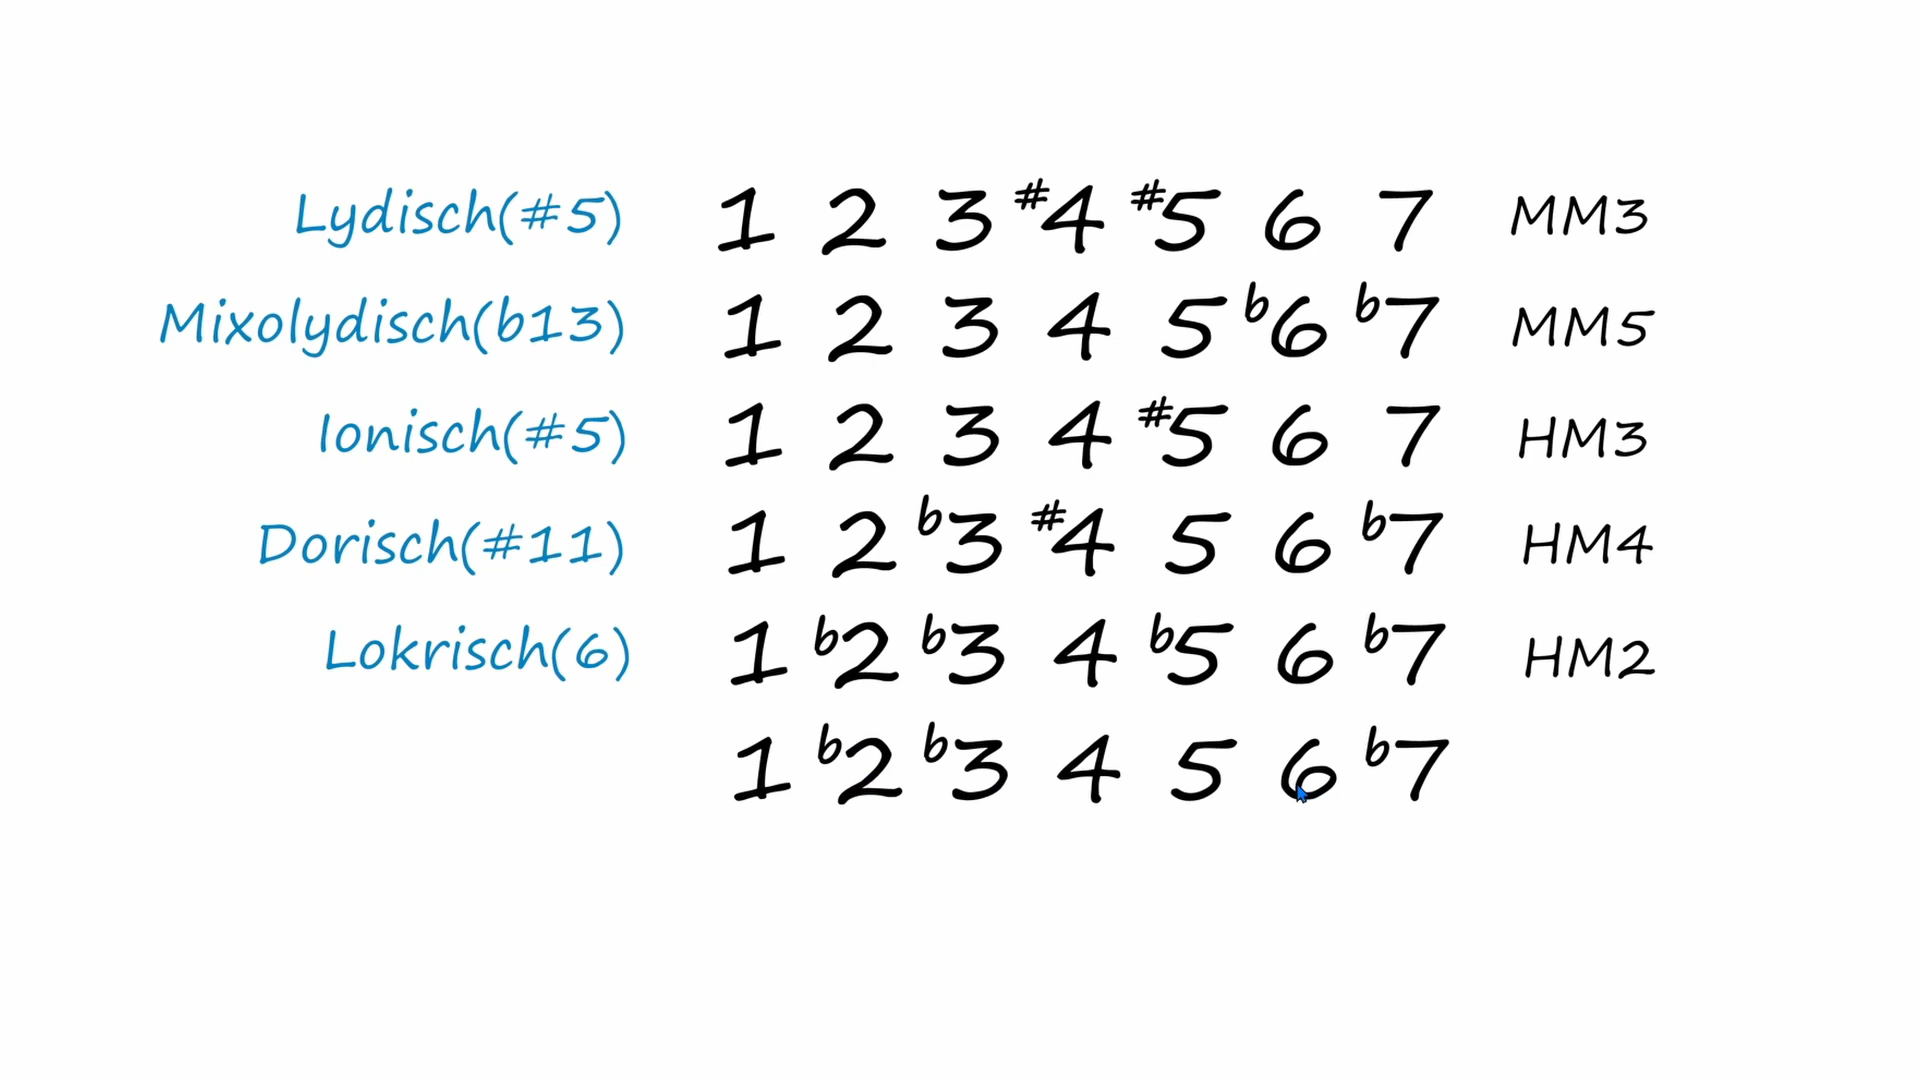 Lydisch(#5) 1 2 3 #4 #5 6 7 MM3
Mixolydisch(b13) 1 2 3 4 5 b6 b7 MM5
Ionisch(#5) 1 2 3 4 #5 6 7 HM3
Dorisch(#11) 1 2 b3 #4 5 6 b7 HM4
Lokrisch(6) 1 b2 b3 4 b5 6 b7 HM2
1 b2 b3 4 5 6 b7